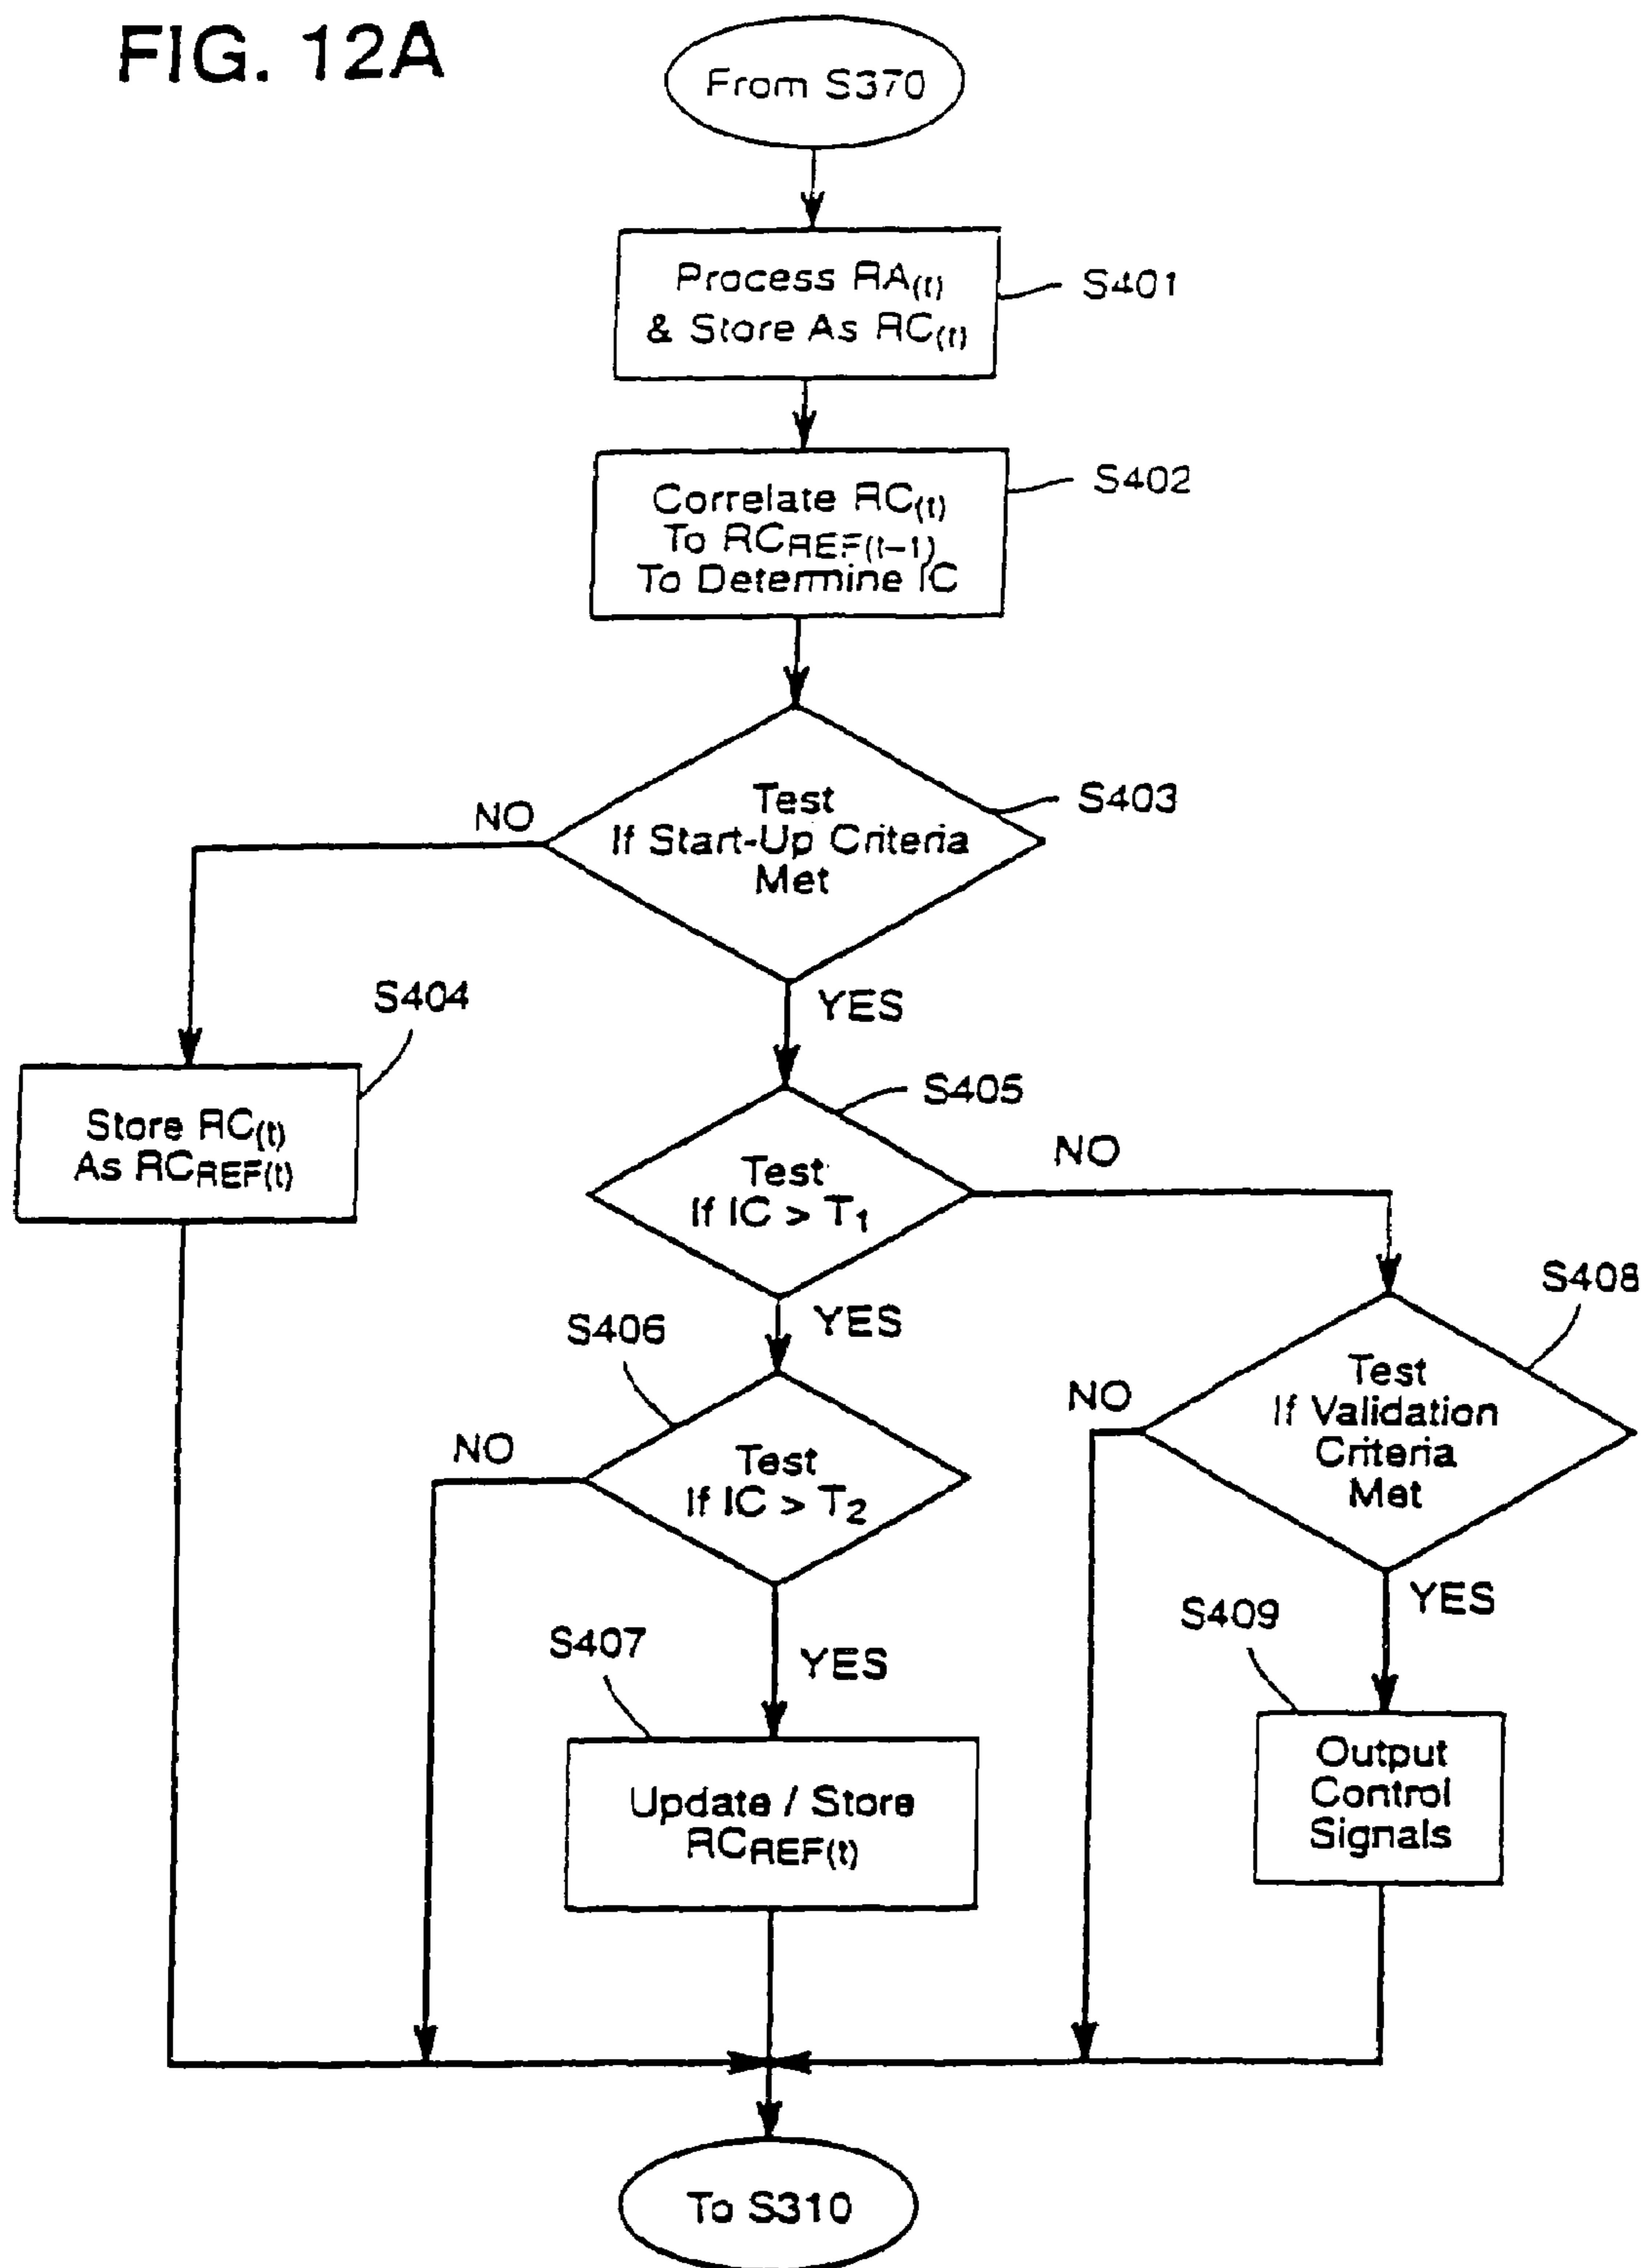 FIG. 12A
From S370
Process RA(t)
& Store As RC(t)
S401
Correlate RC(t)
To RCREF(t-1)
To Determine IC
S402
Test
If Start-Up Criteria
Met
S403
NO
YES
S404
Store RC(t)
As RCREF(t)
S405
Test
If IC > T1
NO
YES
S406
Test
If IC > T2
NO
YES
S408
Test
If Validation
Criteria
Met
NO
YES
S407
Update / Store
RCREF(t)
S409
Output
Control
Signals
To S310